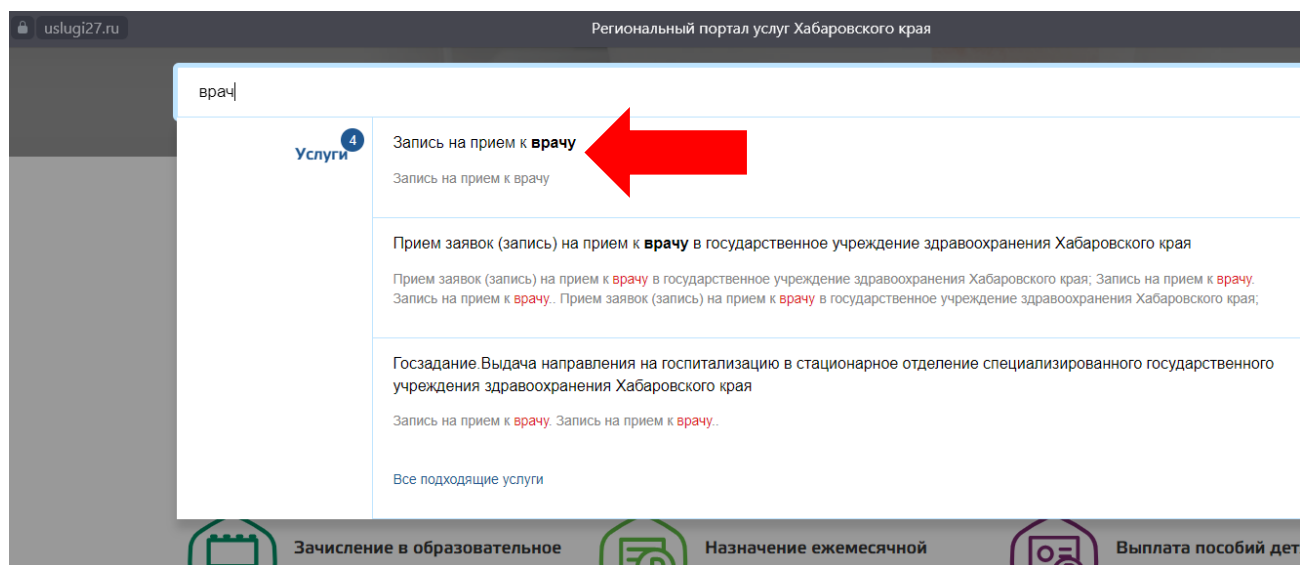 uslugi27.ru
Региональный портал услуг Хабаровского края
врач
Услуги 4
Запись на прием к врачу
Запись на прием к врачу
Прием заявок (запись) на прием к врачу в государственное учреждение здравоохранения Хабаровского края
Прием заявок (запись) на прием к врачу в государственное учреждение здравоохранения Хабаровского края; Запись на прием к врачу.
Запись на прием к врачу.. Прием заявок (запись) на прием к врачу в государственное учреждение здравоохранения Хабаровского края;
Госзадание.Выдача направления на госпитализацию в стационарное отделение специализированного государственного
учреждения здравоохранения Хабаровского края
Запись на прием к врачу. Запись на прием к врачу..
Все подходящие услуги
Зачисление в образовательное
Назначение ежемесячной
Выплата пособий дет